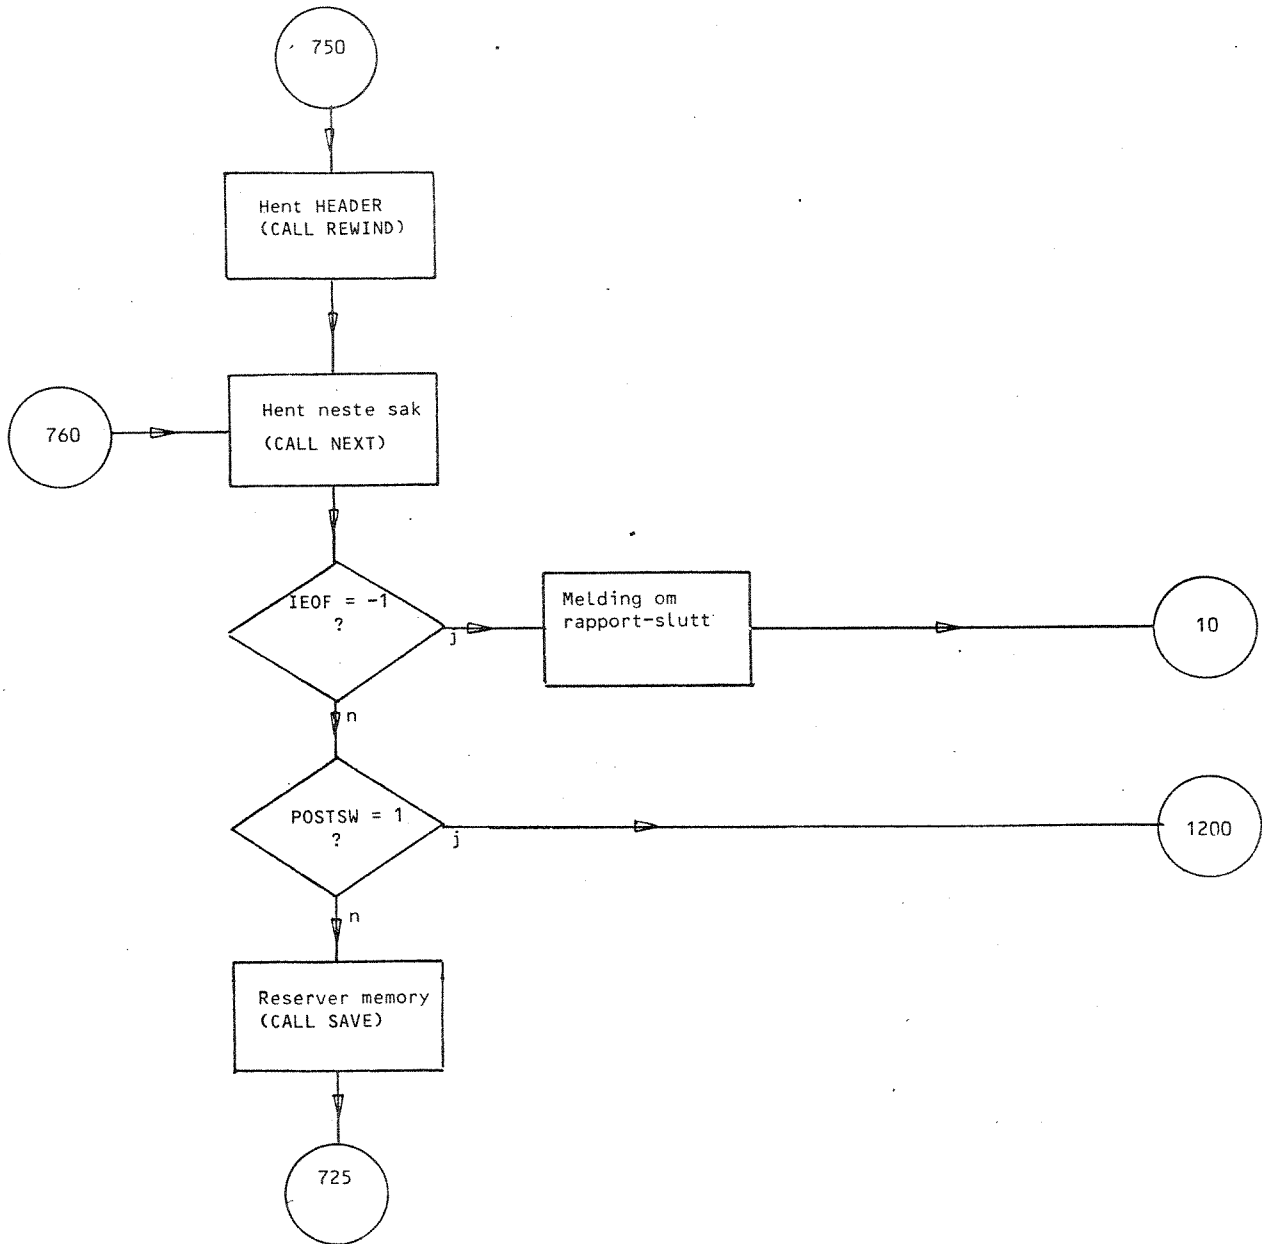 750
Hent HEADER
(CALL REWIND)
Hent neste sak
(CALL NEXT)
760
IEOF = -1
?
j
Melding om
rapport-slutt
10
n
POSTSW = 1
?
j
1200
n
Reserver memory
(CALL SAVE)
725